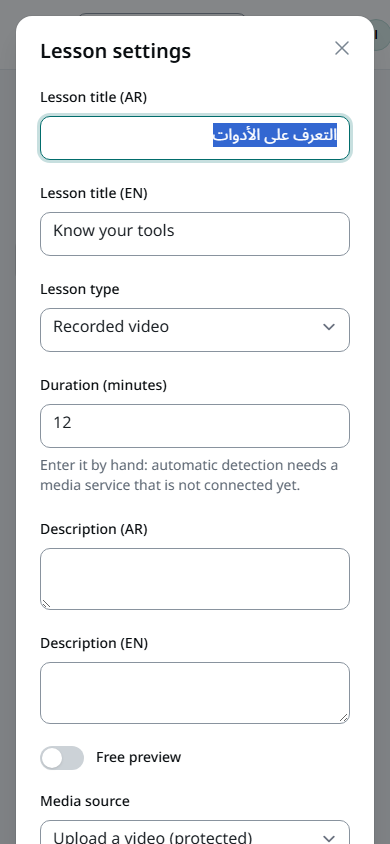 Lesson settings
Lesson title (AR)
التعرف على الأدوات
Lesson title (EN)
Know your tools
Lesson type
Recorded video
Duration (minutes)
12
Enter it by hand: automatic detection needs a
media service that is not connected yet.
Description (AR)
Description (EN)
Free preview
Media source
Upload a video (protected)